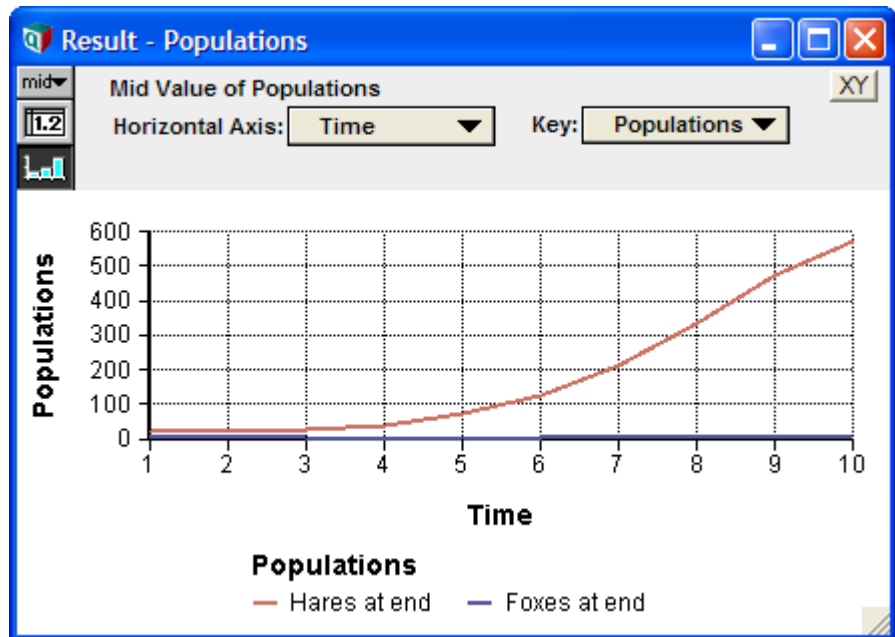 Result - Populations
mid
Mid Value of Populations
XY
1.2
Horizontal Axis: Time Key: Populations
Populations
600
500
400
300
200
100
0
1 2 3 4 5 6 7 8 9 10
Time
Populations
Hares at end Foxes at end